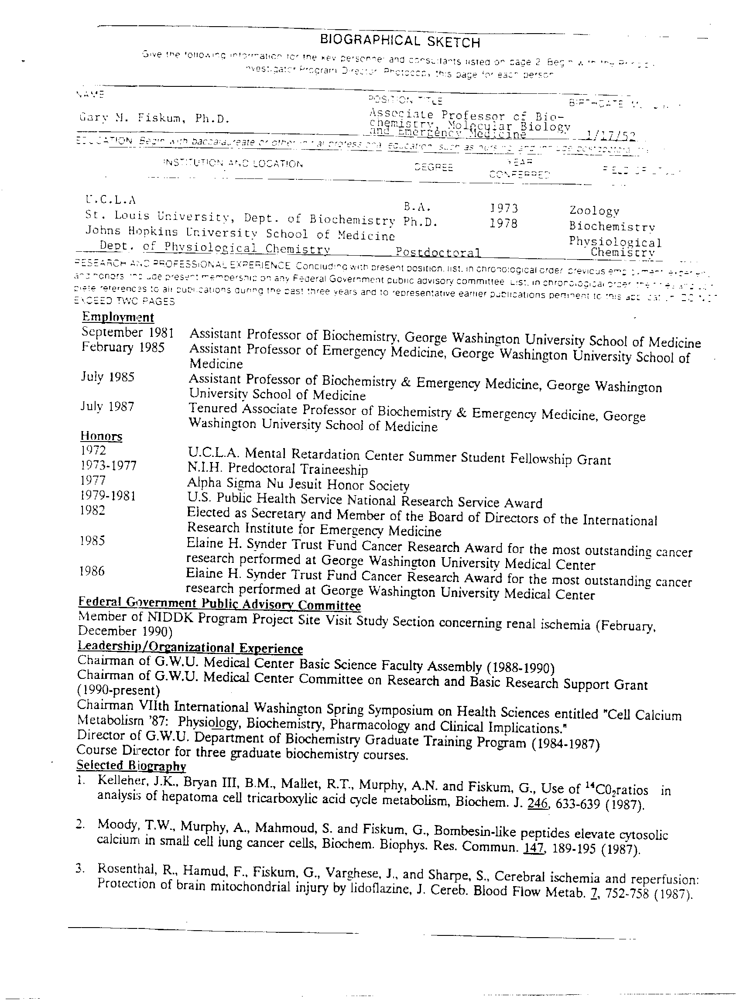 BIOGRAPHICAL SKETCH
Give the following information for the key personnel and consultants listed on page 2. Begin with the
Investigator Program Director. Photocopy this page for each person
NAME
POSITION TITLE
BIRTHDATE
Gary M. Fiskum, Ph.D.
Associate Professor of Bio-
chemistry, Molecular Biology
and Emergency Medicine
1/17/52
EDUCATION Begin with baccalaureate or other initial professional education, such as nursing, and include postdoctoral
INSTITUTION AND LOCATION
DEGREE
YEAR
CONFERRED
FIELD OF
U.C.L.A B.A. 1973 Zoology
St. Louis University, Dept. of Biochemistry Ph.D. 1978 Biochemistry
Johns Hopkins University School of Medicine Physiological
Dept. of Physiological Chemistry Postdoctoral Chemistry
RESEARCH AND PROFESSIONAL EXPERIENCE Concluding with present position, list, in chronological order previous employment
and honors Include present membership on any Federal Government public advisory committee. List, in chronological order
references to all publications during the past three years and to representative earlier publications pertinent to this DO NOT
EXCEED TWO PAGES
Employment
September 1981 Assistant Professor of Biochemistry, George Washington University School of Medicine
February 1985 Assistant Professor of Emergency Medicine, George Washington University School of
Medicine
July 1985 Assistant Professor of Biochemistry & Emergency Medicine, George Washington
University School of Medicine
July 1987 Tenured Associate Professor of Biochemistry & Emergency Medicine, George
Washington University School of Medicine
Honors
1972 U.C.L.A. Mental Retardation Center Summer Student Fellowship Grant
1973-1977 N.I.H. Predoctoral Traineeship
1977 Alpha Sigma Nu Jesuit Honor Society
1979-1981 U.S. Public Health Service National Research Service Award
1982 Elected as Secretary and Member of the Board of Directors of the International
Research Institute for Emergency Medicine
1985 Elaine H. Synder Trust Fund Cancer Research Award for the most outstanding cancer
research performed at George Washington University Medical Center
1986 Elaine H. Synder Trust Fund Cancer Research Award for the most outstanding cancer
research performed at George Washington University Medical Center
Federal Government Public Advisory Committee
Member of NIDDK Program Project Site Visit Study Section concerning renal ischemia (February,
December 1990)
Leadership/Organizational Experience
Chairman of G.W.U. Medical Center Basic Science Faculty Assembly (1988-1990)
Chairman of G.W.U. Medical Center Committee on Research and Basic Research Support Grant
(1990-present)
Chairman VIIth International Washington Spring Symposium on Health Sciences entitled "Cell Calcium
Metabolism '87: Physiology, Biochemistry, Pharmacology and Clinical Implications."
Director of G.W.U. Department of Biochemistry Graduate Training Program (1984-1987)
Course Director for three graduate biochemistry courses.
Selected Biography
1. Kelleher, J.K., Bryan III, B.M., Mallet, R.T., Murphy, A.N. and Fiskum, G., Use of ¹⁴C0₂ratios in
analysis of hepatoma cell tricarboxylic acid cycle metabolism, Biochem. J. 246, 633-639 (1987).
2. Moody, T.W., Murphy, A., Mahmoud, S. and Fiskum, G., Bombesin-like peptides elevate cytosolic
calcium in small cell lung cancer cells, Biochem. Biophys. Res. Commun. 147, 189-195 (1987).
3. Rosenthal, R., Hamud, F., Fiskum, G., Varghese, J., and Sharpe, S., Cerebral ischemia and reperfusion:
Protection of brain mitochondrial injury by lidoflazine, J. Cereb. Blood Flow Metab. 7, 752-758 (1987).